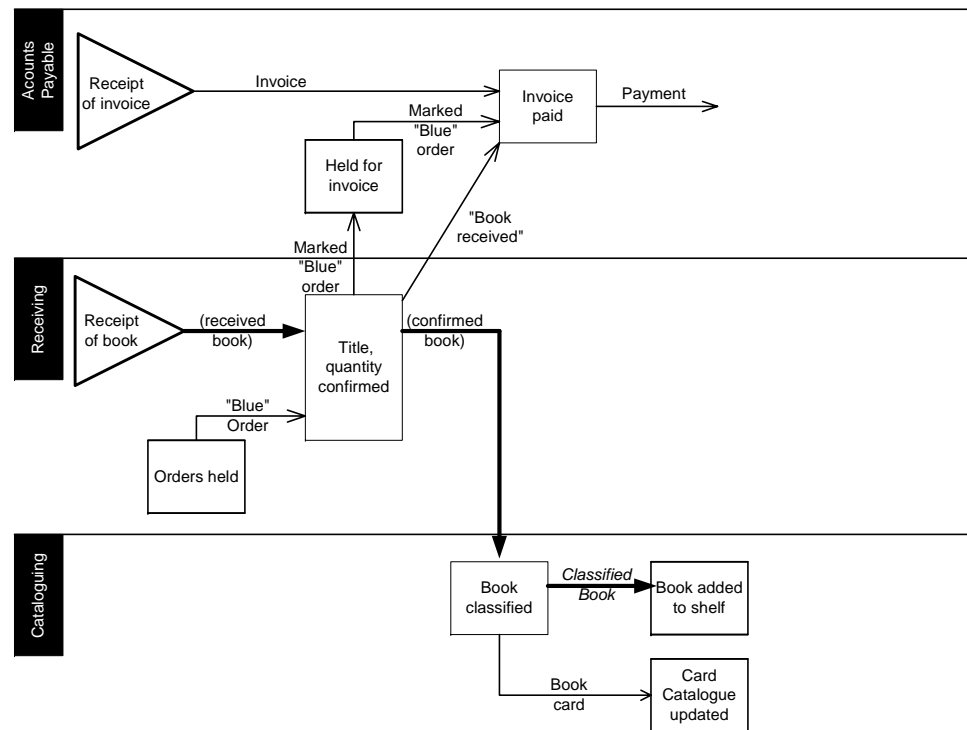 Acounts
Payable
Receipt
of invoice
Invoice
Marked
"Blue"
order
Invoice
paid
Payment
Held for
invoice
"Book
received"
Marked
"Blue"
order
Receiving
Receipt
of book
(received
book)
Title,
quantity
confirmed
(confirmed
book)
"Blue"
Order
Orders held
Cataloguing
Book
classified
Classified
Book
Book added
to shelf
Book
card
Card
Catalogue
updated